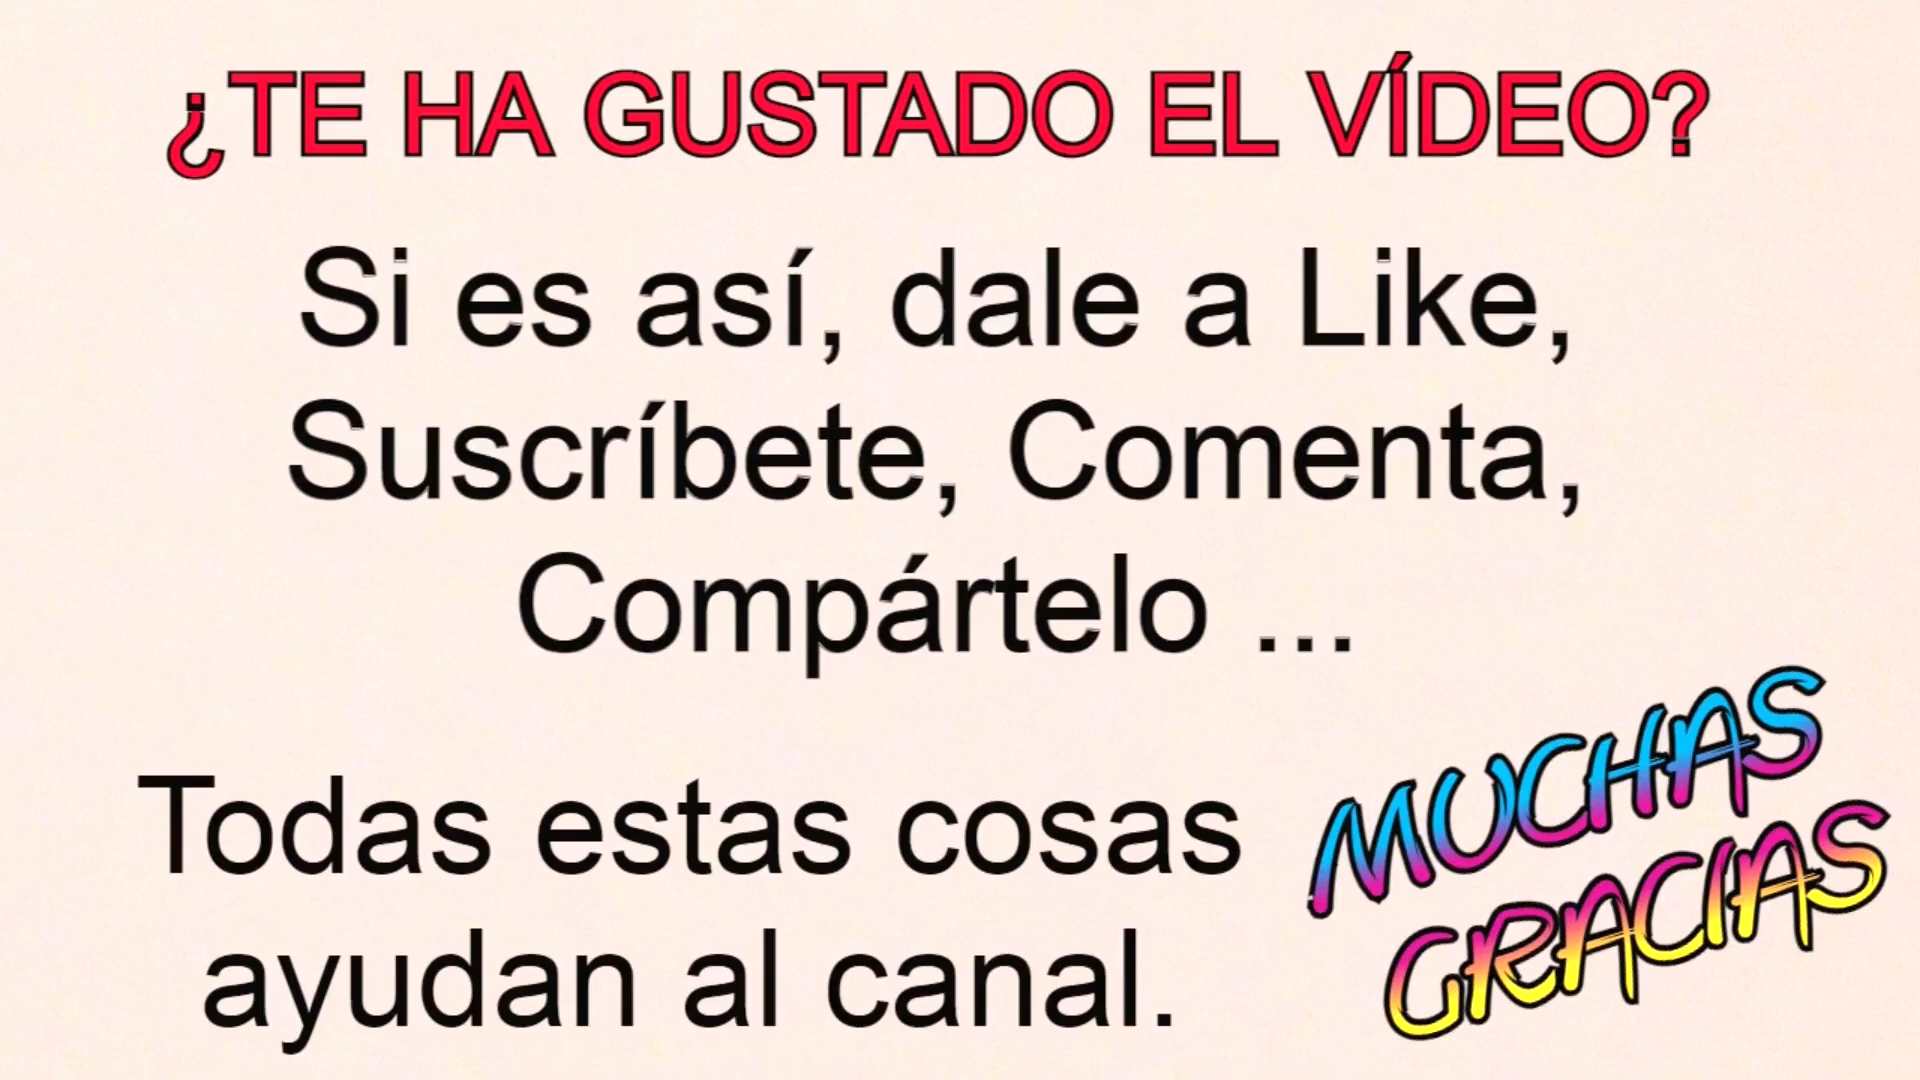 ¿TE HA GUSTADO EL VÍDEO?
Si es así, dale a Like,
Suscríbete, Comenta,
Compártelo ...
Todas estas cosas
ayudan al canal.
MUCHAS
GRACIAS